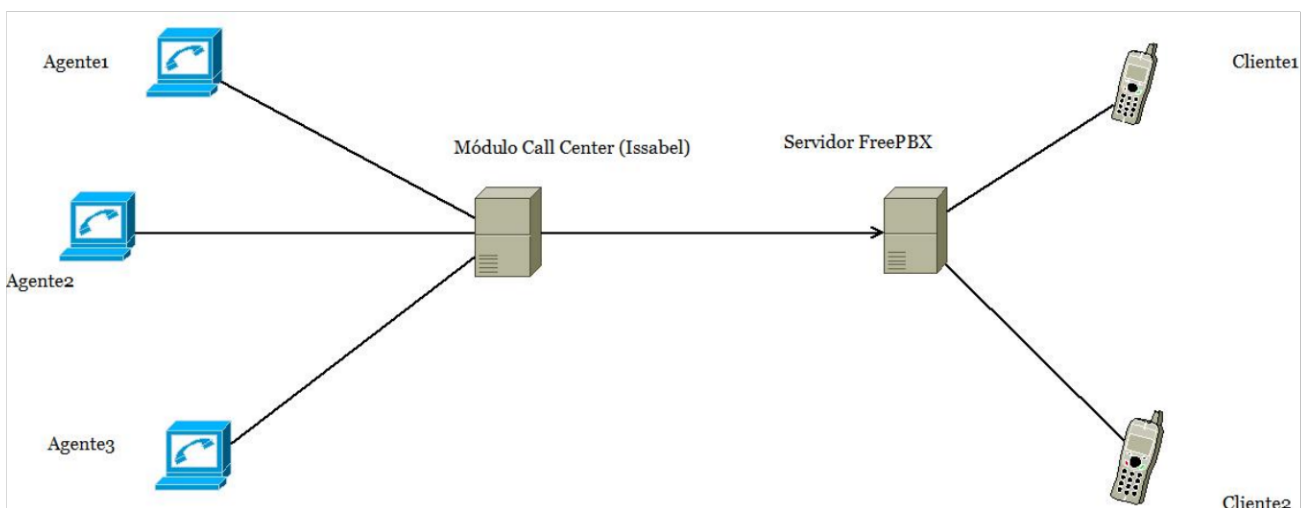 Agente1
Cliente1
Módulo Call Center (Issabel)
Servidor FreePBX
Agente2
Agente3
Cliente2